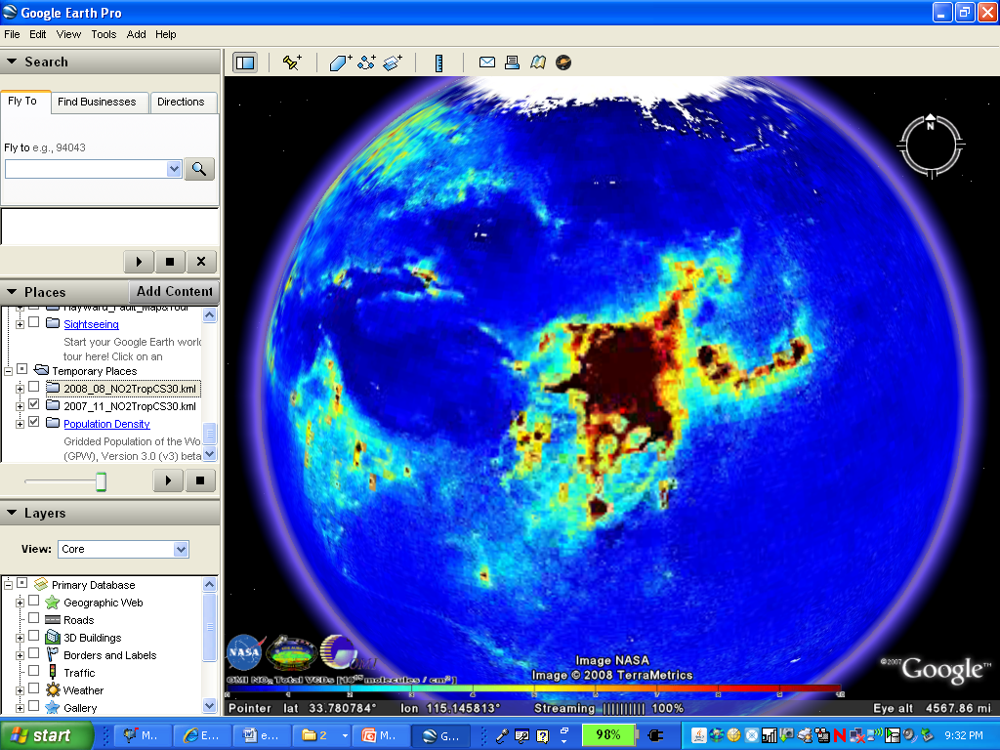 Google Earth Pro
File Edit View Tools Add Help
Search
Fly To Find Businesses Directions
Fly to e.g., 94043
Places Add Content
Hayward_Fault_Map&Tour
Sightseeing
Start your Google Earth world
tour here! Click on an
Temporary Places
2008_08_NO2TropCS30.kml
2007_11_NO2TropCS30.kml
Population Density
Gridded Population of the Wo
(GPW), Version 3.0 (v3) beta
Layers
View: Core
Primary Database
Geographic Web
Roads
3D Buildings
Borders and Labels
Traffic
Weather
Gallery
N
NASA
OMI NO₂ Total VCDs [10¹⁵ molecules / cm²]
Image NASA
Image © 2008 TerraMetrics
©2007 Google™
Pointer lat 33.780784° lon 115.145813° Streaming |||||||||| 100% Eye alt 4567.86 mi
start M... E... e... 2 M... G... 98% 9:32 PM